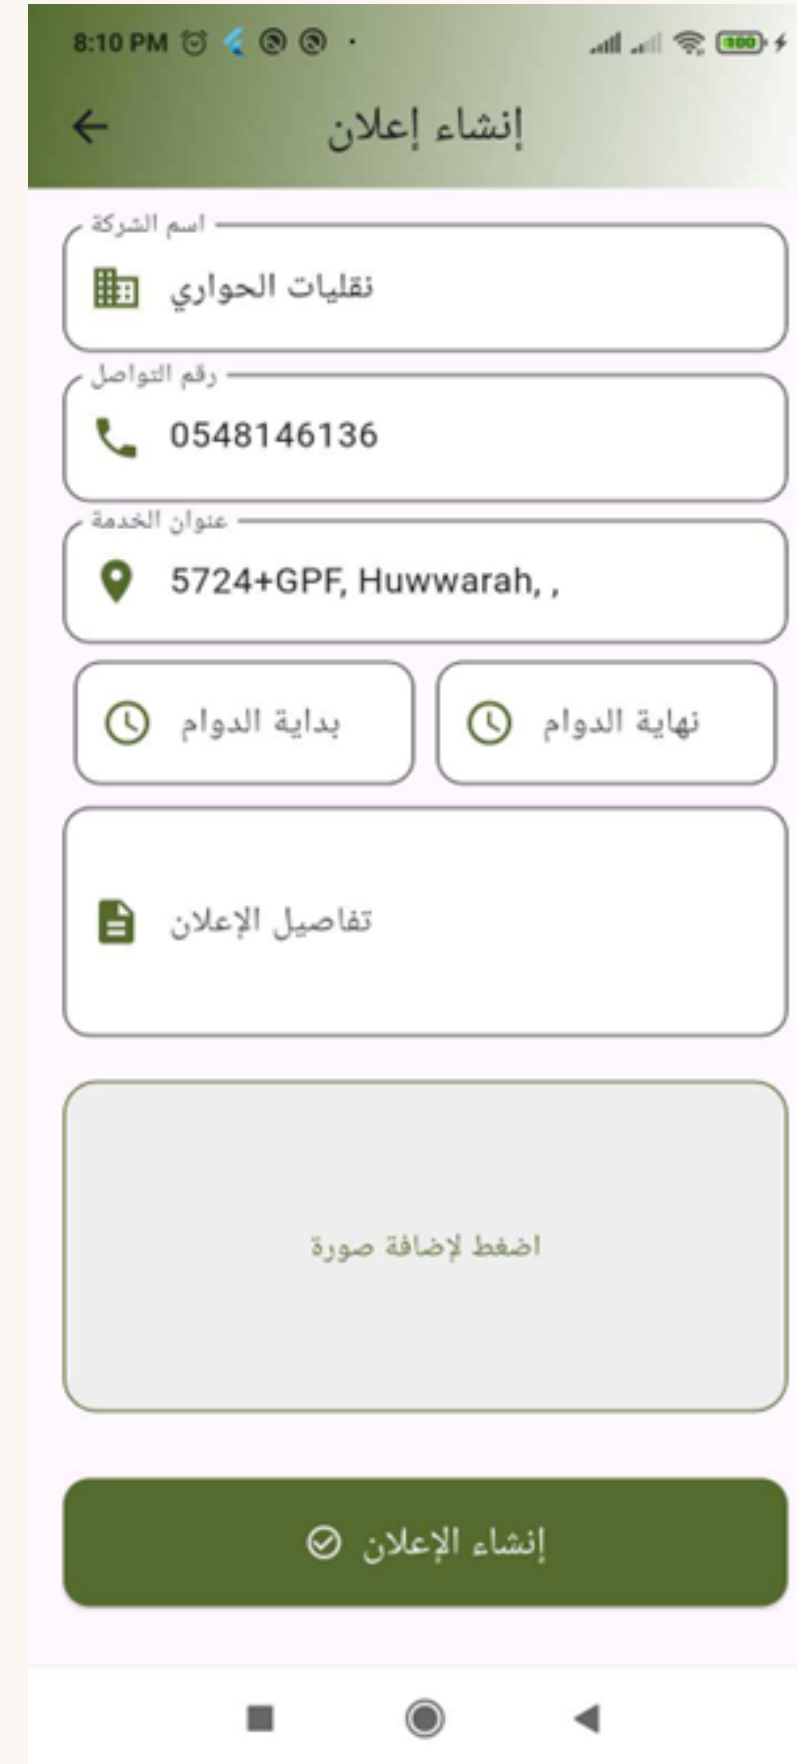 8:10 PM
100
إنشاء إعلان
اسم الشركة
نقليات الحواري
رقم التواصل
0548146136
عنوان الخدمة
5724+GPF, Huwwarah, ,
بداية الدوام
نهاية الدوام
تفاصيل الإعلان
اضغط لإضافة صورة
إنشاء الإعلان